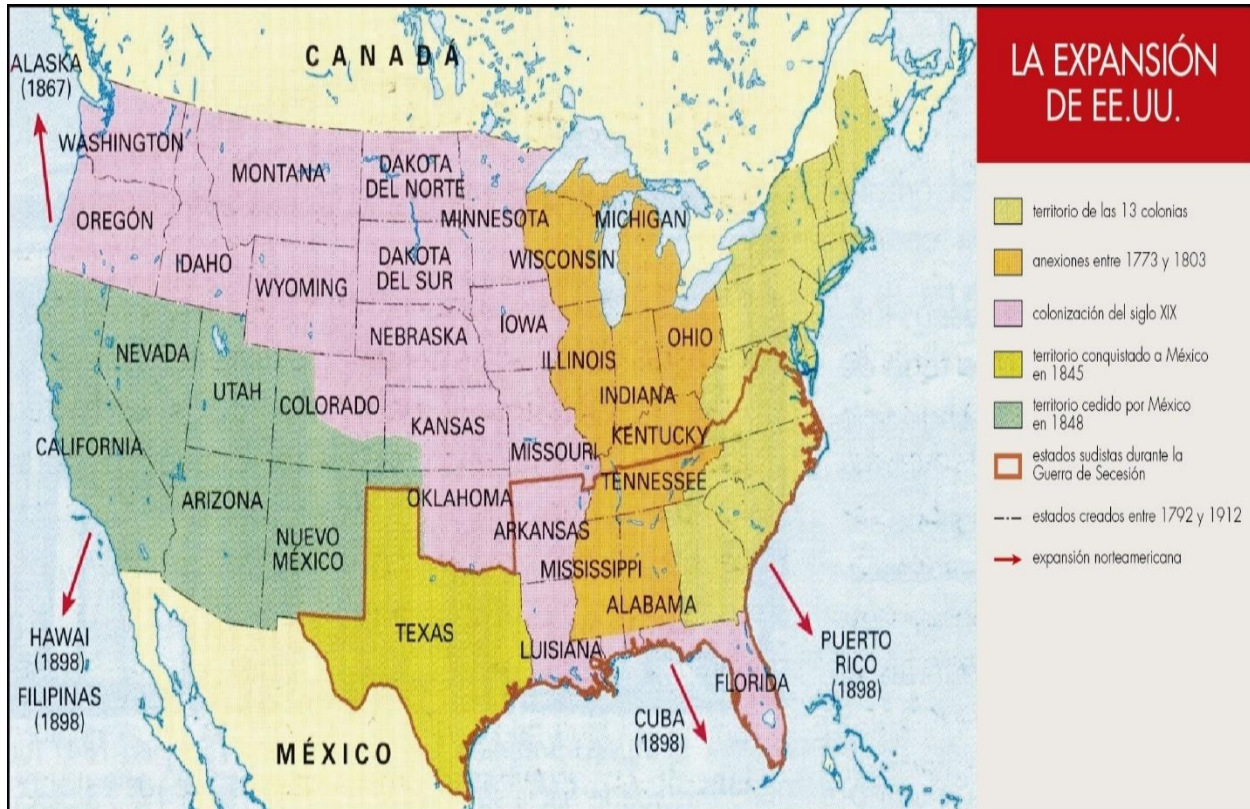 LA EXPANSIÓN
DE EE.UU.
territorio de las 13 colonias
anexiones entre 1773 y 1803
colonización del siglo XIX
territorio conquistado a México
en 1845
territorio cedido por México
en 1848
estados sudistas durante la
Guerra de Secesión
estados creados entre 1792 y 1912
expansión norteamericana
CANADÁ
ALASKA
(1867)
WASHINGTON
MONTANA
DAKOTA
DEL NORTE
MINNESOTA
MICHIGAN
OREGÓN
IDAHO
WYOMING
DAKOTA
DEL SUR
WISCONSIN
NEBRASKA
IOWA
NEVADA
UTAH
COLORADO
ILLINOIS
OHIO
INDIANA
CALIFORNIA
KANSAS
MISSOURI
KENTUCKY
ARIZONA
NUEVO
MÉXICO
OKLAHOMA
TENNESSEE
ARKANSAS
MISSISSIPPI
ALABAMA
TEXAS
LUISIANA
FLORIDA
HAWAI
(1898)
FILIPINAS
(1898)
MÉXICO
CUBA
(1898)
PUERTO
RICO
(1898)